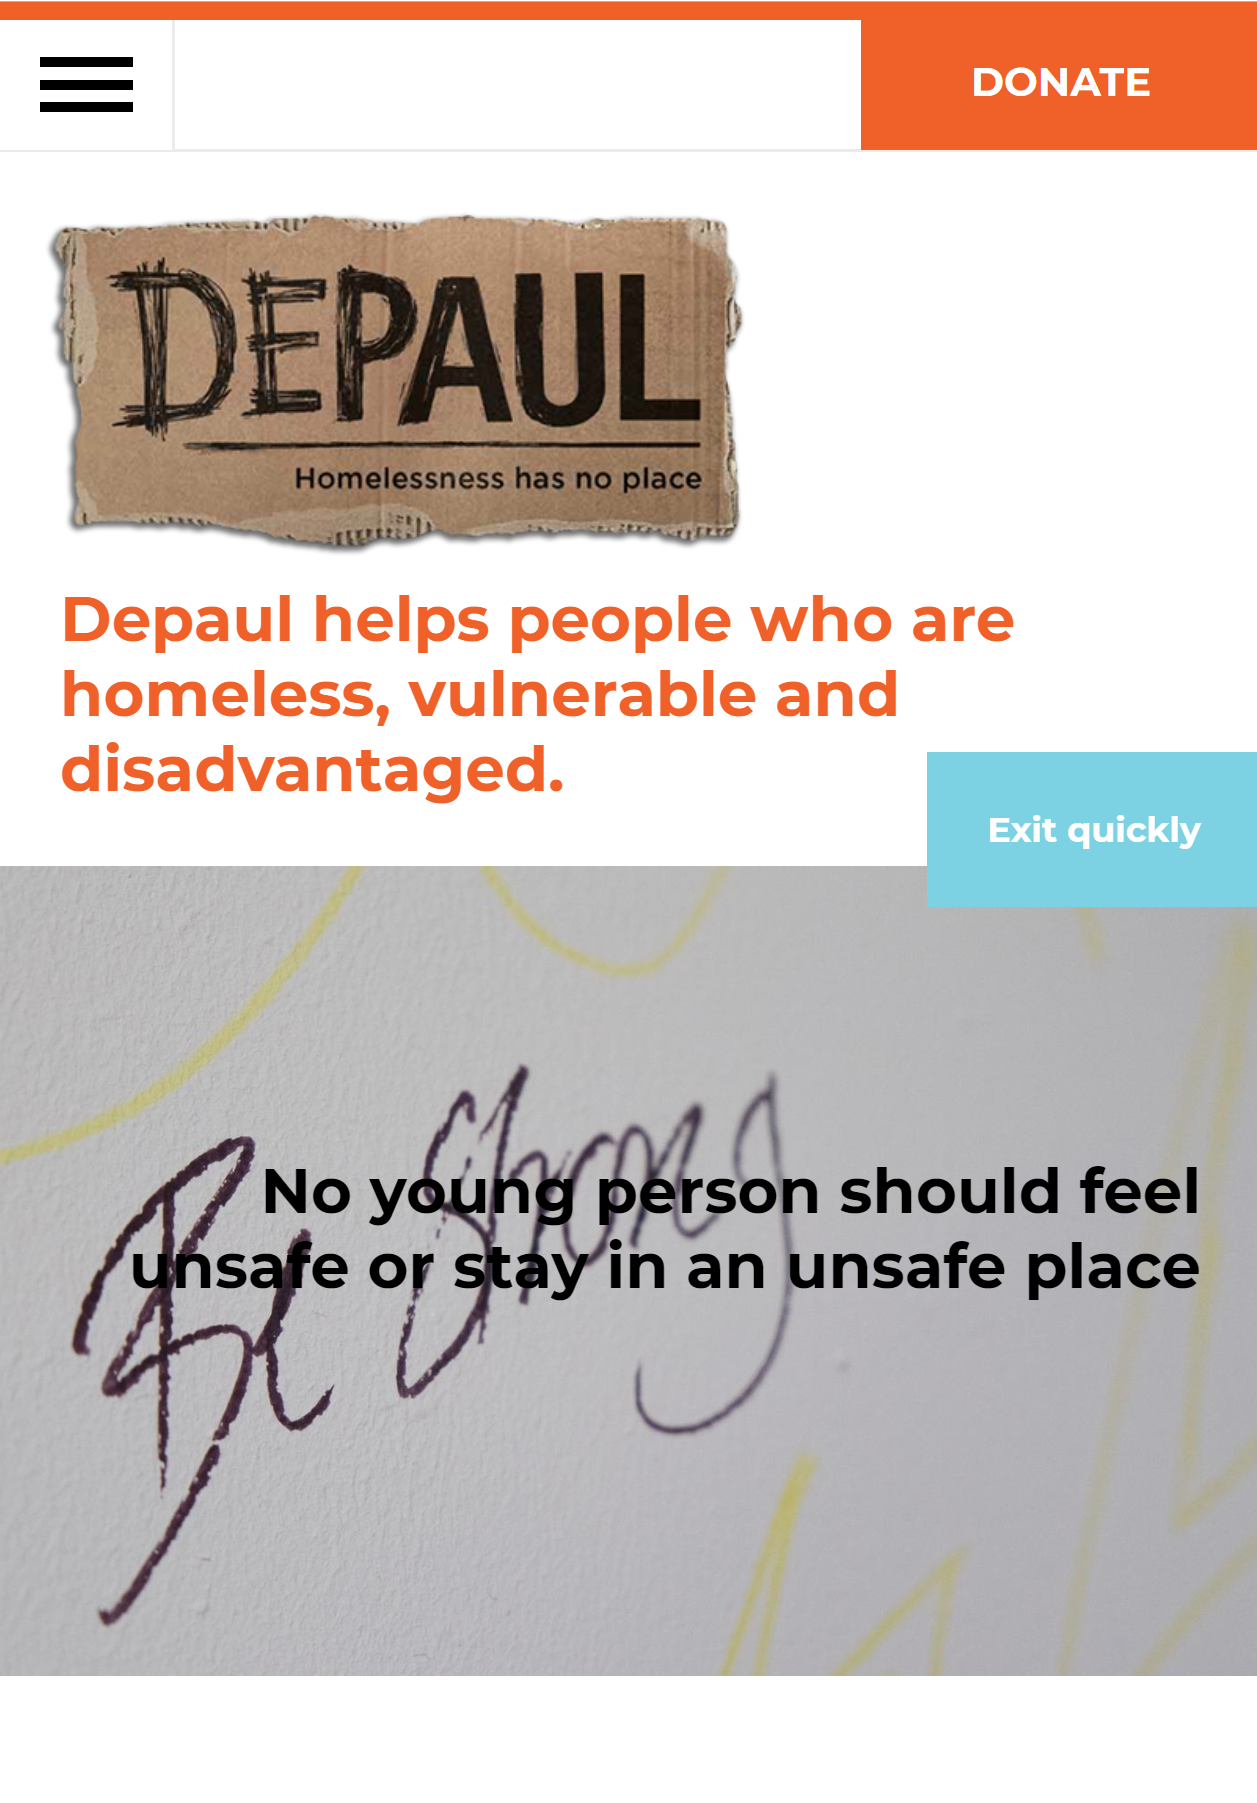 DONATE
DEPAUL
Homelessness has no place
Depaul helps people who are
homeless, vulnerable and
disadvantaged.
Exit quickly
Be Strong
No young person should feel
unsafe or stay in an unsafe place